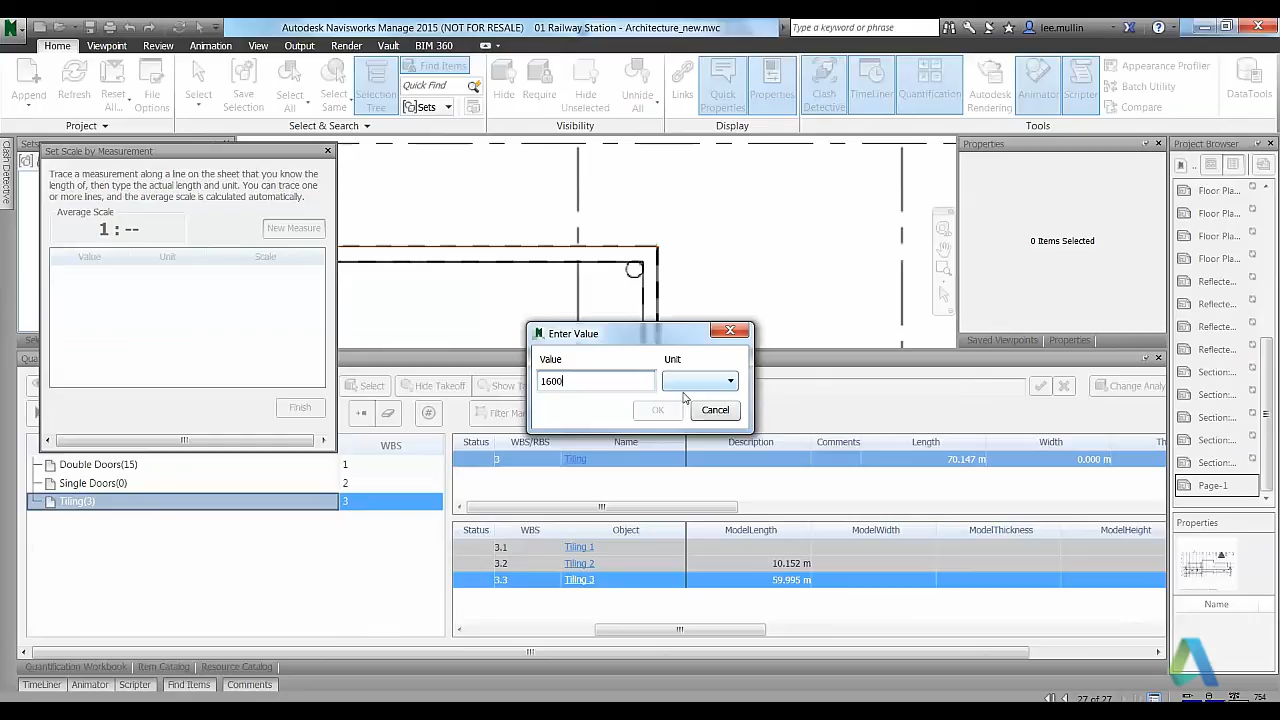 Autodesk Navisworks Manage 2015 (NOT FOR RESALE) 01 Railway Station - Architecture_new.nwc
Type a keyword or phrase
lee.mullin
Home Viewpoint Review Animation View Output Render Vault BIM 360
Append
Refresh
Reset All...
File Options
Project
Select
Save Selection
Select All
Select Same
Selection Tree
Find Items
Quick Find
Sets
Select & Search
Hide
Require
Hide Unselected
Unhide All
Visibility
Links
Quick Properties
Properties
Display
Clash Detective
TimeLiner
Quantification
Autodesk Rendering
Animator
Scripter
Appearance Profiler
Batch Utility
Compare
Tools
DataTools
Clash Detective
Sets
Set Scale by Measurement
Trace a measurement along a line on the sheet that you know the
length of, then type the actual length and unit. You can trace one
or more lines, and the average scale is calculated automatically.
Average Scale
1 : --
New Measure
Value Unit Scale
Finish
Properties
0 Items Selected
Saved Viewpoints Properties
Project Browser
Floor Pla...
Floor Pla...
Floor Pla...
Floor Pla...
Reflecte...
Reflecte...
Reflecte...
Reflecte...
Section:...
Section:...
Section:...
Section:...
Section:...
Page-1
Properties
Name
Enter Value
Value Unit
1600
OK Cancel
Select
Hide Takeoff
Show T
Change Analy
Filter Mar
WBS
Double Doors(15) 1
Single Doors(0) 2
Tiling(3) 3
Status WBS/RBS Name Description Comments Length Width Th
3 Tiling 70.147 m 0.000 m
Status WBS Object ModelLength ModelWidth ModelThickness ModelHeight
3.1 Tiling 1
3.2 Tiling 2 10.152 m
3.3 Tiling 3 59.995 m
Quantification Workbook Item Catalog Resource Catalog
TimeLiner Animator Scripter Find Items Comments
27 of 27
754